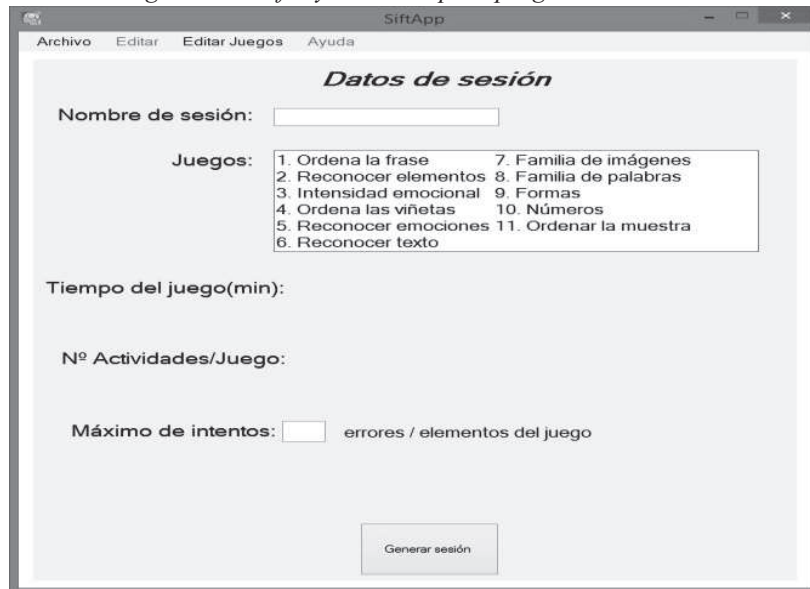 SiftApp
Archivo Editar Editar Juegos Ayuda
Datos de sesión
Nombre de sesión:
Juegos:
1. Ordena la frase
2. Reconocer elementos
3. Intensidad emocional
4. Ordena las viñetas
5. Reconocer emociones
6. Reconocer texto
7. Familia de imágenes
8. Familia de palabras
9. Formas
10. Números
11. Ordenar la muestra
Tiempo del juego(min):
Nº Actividades/Juego:
Máximo de intentos: errores / elementos del juego
Generar sesión